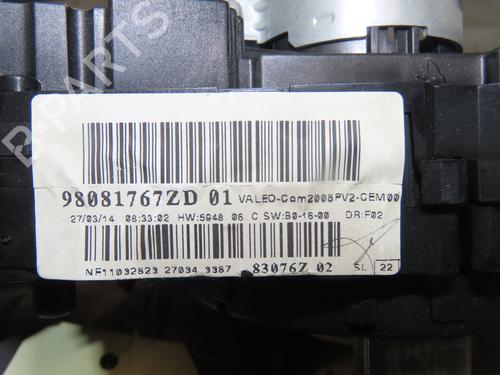 B-PARTS
98081767ZD 01 VALEO-Com2008PV2-CEM00
27/03/14 08:33:02 HW:5948 06 C SW:B0-16-00 DR:F02
NF11032823 27034 3387 83076Z 02 SL 22